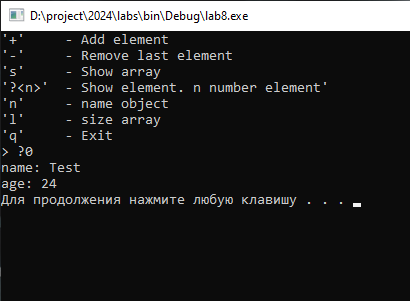 D:\project\2024\labs\bin\Debug\lab8.exe
'+' - Add element
'-' - Remove last element
's' - Show array
'?<n>' - Show element. n number element'
'n' - name object
'l' - size array
'q' - Exit
> ?0
name: Test
age: 24
Для продолжения нажмите любую клавишу . . .